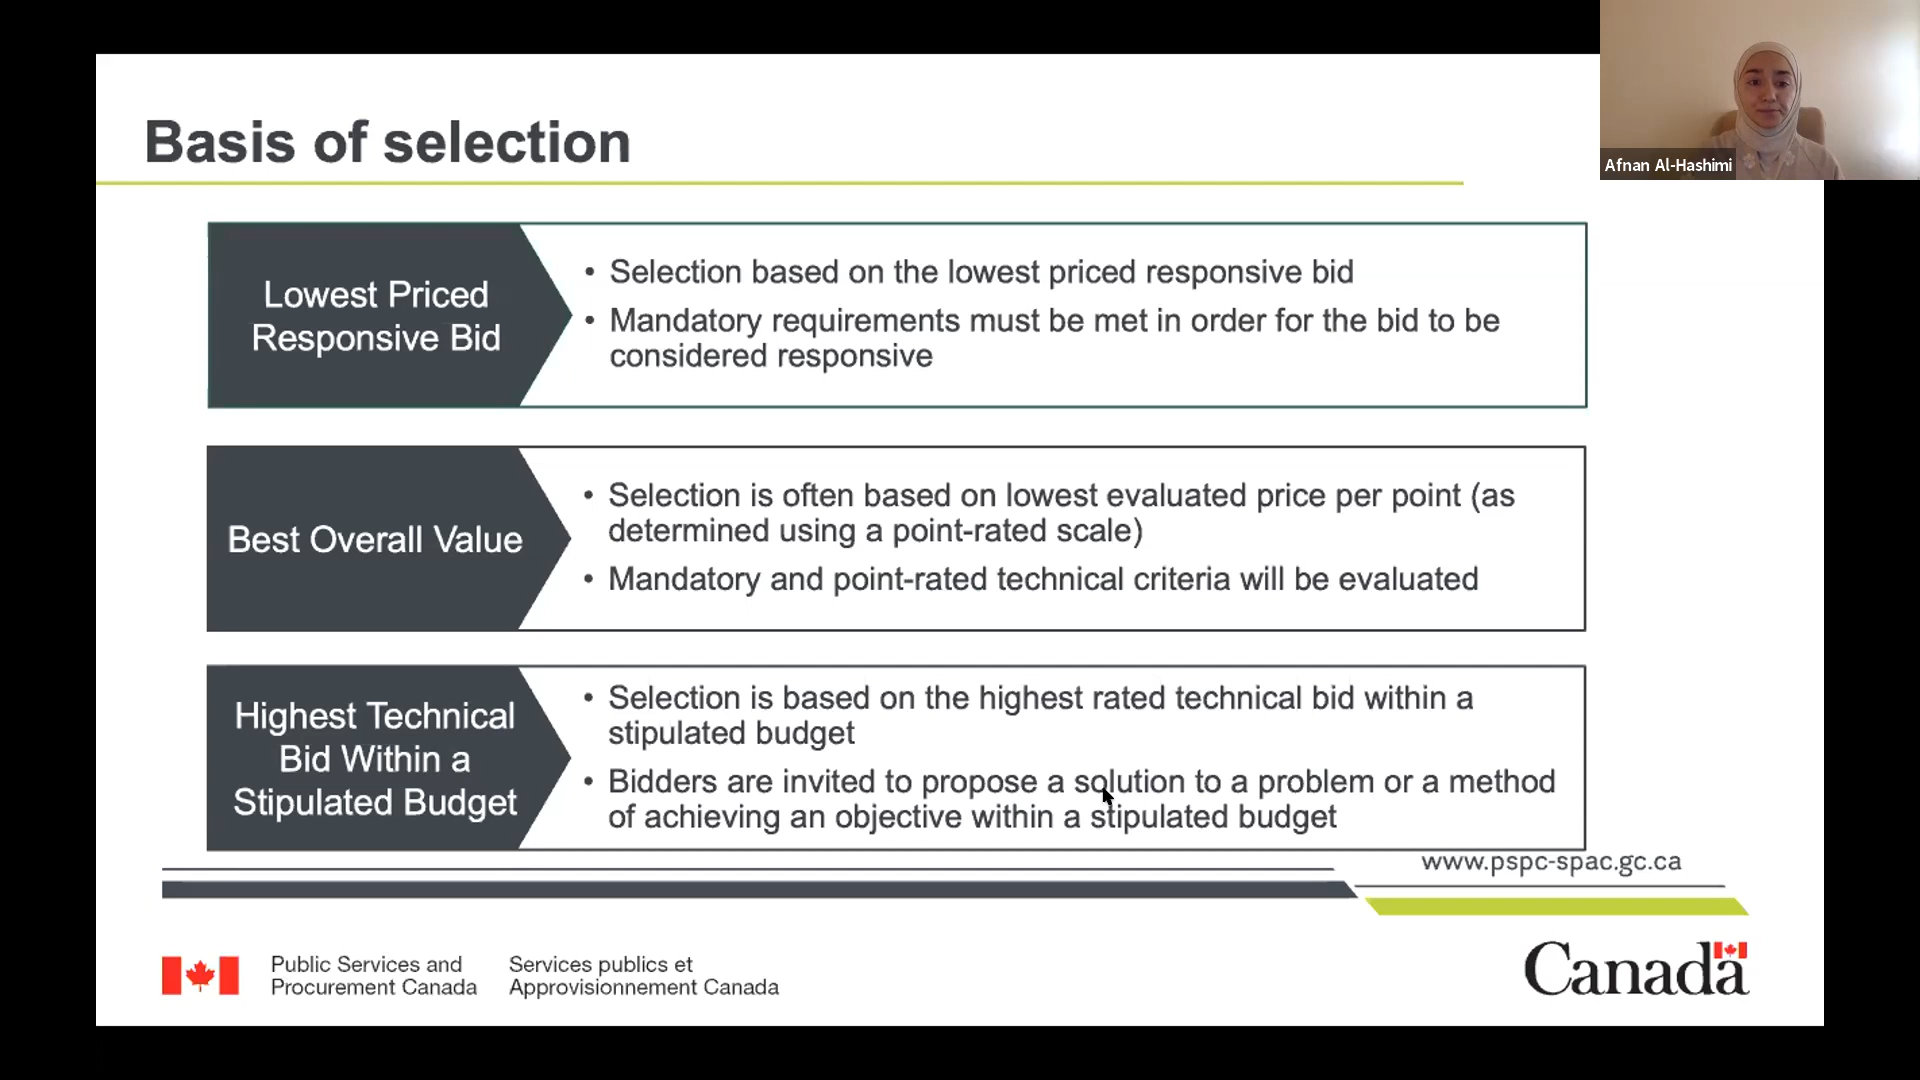 Basis of selection
Afnan Al-Hashimi
Lowest Priced
Responsive Bid
• Selection based on the lowest priced responsive bid
• Mandatory requirements must be met in order for the bid to be
considered responsive
Best Overall Value
• Selection is often based on lowest evaluated price per point (as
determined using a point-rated scale)
• Mandatory and point-rated technical criteria will be evaluated
Highest Technical
Bid Within a
Stipulated Budget
• Selection is based on the highest rated technical bid within a
stipulated budget
• Bidders are invited to propose a solution to a problem or a method
of achieving an objective within a stipulated budget
www.pspc-spac.gc.ca
Public Services and
Procurement Canada
Services publics et
Approvisionnement Canada
Canada